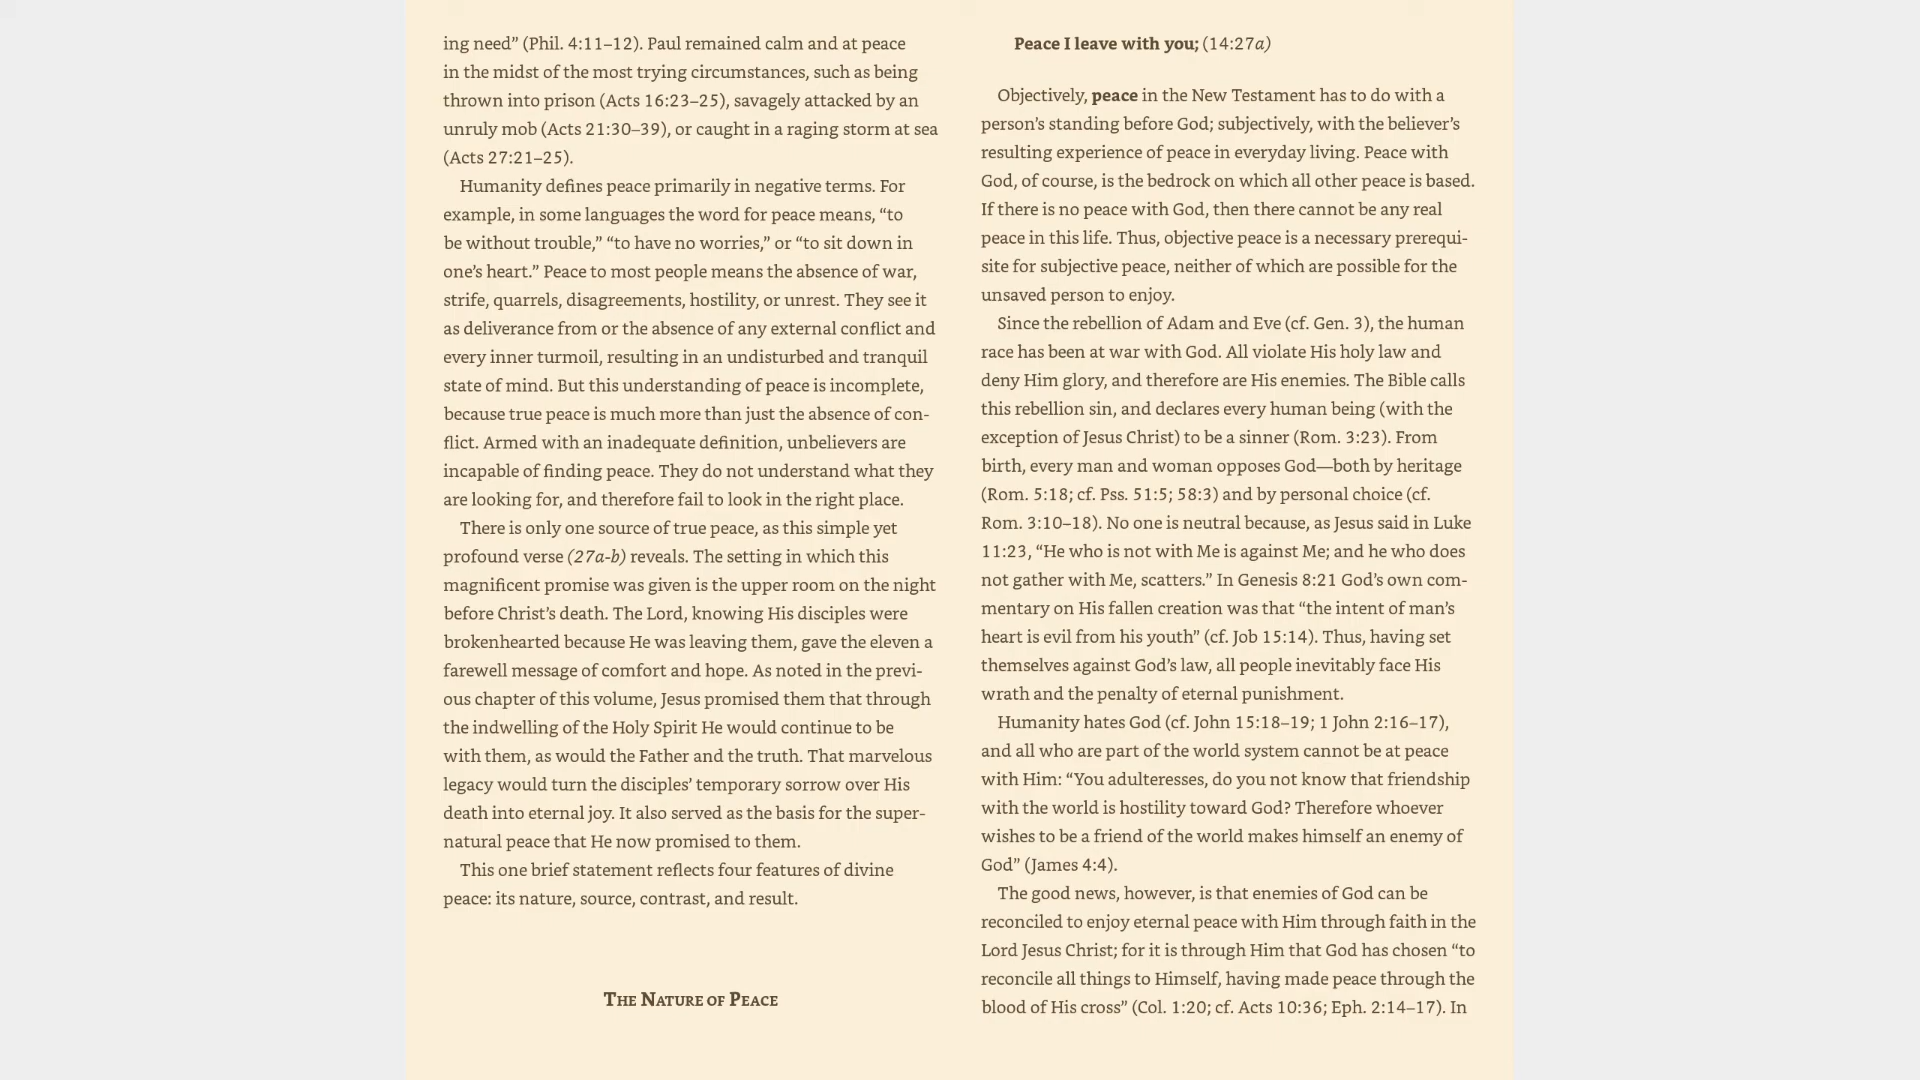 ing need” (Phil. 4:11–12). Paul remained calm and at peace
in the midst of the most trying circumstances, such as being
thrown into prison (Acts 16:23–25), savagely attacked by an
unruly mob (Acts 21:30–39), or caught in a raging storm at sea
(Acts 27:21–25).
Humanity defines peace primarily in negative terms. For
example, in some languages the word for peace means, “to
be without trouble,” “to have no worries,” or “to sit down in
one’s heart.” Peace to most people means the absence of war,
strife, quarrels, disagreements, hostility, or unrest. They see it
as deliverance from or the absence of any external conflict and
every inner turmoil, resulting in an undisturbed and tranquil
state of mind. But this understanding of peace is incomplete,
because true peace is much more than just the absence of con-
flict. Armed with an inadequate definition, unbelievers are
incapable of finding peace. They do not understand what they
are looking for, and therefore fail to look in the right place.
There is only one source of true peace, as this simple yet
profound verse (27a-b) reveals. The setting in which this
magnificent promise was given is the upper room on the night
before Christ’s death. The Lord, knowing His disciples were
brokenhearted because He was leaving them, gave the eleven a
farewell message of comfort and hope. As noted in the previ-
ous chapter of this volume, Jesus promised them that through
the indwelling of the Holy Spirit He would continue to be
with them, as would the Father and the truth. That marvelous
legacy would turn the disciples’ temporary sorrow over His
death into eternal joy. It also served as the basis for the super-
natural peace that He now promised to them.
This one brief statement reflects four features of divine
peace: its nature, source, contrast, and result.
The Nature of Peace
Peace I leave with you; (14:27a)
Objectively, peace in the New Testament has to do with a
person’s standing before God; subjectively, with the believer’s
resulting experience of peace in everyday living. Peace with
God, of course, is the bedrock on which all other peace is based.
If there is no peace with God, then there cannot be any real
peace in this life. Thus, objective peace is a necessary prerequi-
site for subjective peace, neither of which are possible for the
unsaved person to enjoy.
Since the rebellion of Adam and Eve (cf. Gen. 3), the human
race has been at war with God. All violate His holy law and
deny Him glory, and therefore are His enemies. The Bible calls
this rebellion sin, and declares every human being (with the
exception of Jesus Christ) to be a sinner (Rom. 3:23). From
birth, every man and woman opposes God—both by heritage
(Rom. 5:18; cf. Pss. 51:5; 58:3) and by personal choice (cf.
Rom. 3:10–18). No one is neutral because, as Jesus said in Luke
11:23, “He who is not with Me is against Me; and he who does
not gather with Me, scatters.” In Genesis 8:21 God’s own com-
mentary on His fallen creation was that “the intent of man’s
heart is evil from his youth” (cf. Job 15:14). Thus, having set
themselves against God’s law, all people inevitably face His
wrath and the penalty of eternal punishment.
Humanity hates God (cf. John 15:18–19; 1 John 2:16–17),
and all who are part of the world system cannot be at peace
with Him: “You adulteresses, do you not know that friendship
with the world is hostility toward God? Therefore whoever
wishes to be a friend of the world makes himself an enemy of
God” (James 4:4).
The good news, however, is that enemies of God can be
reconciled to enjoy eternal peace with Him through faith in the
Lord Jesus Christ; for it is through Him that God has chosen “to
reconcile all things to Himself, having made peace through the
blood of His cross” (Col. 1:20; cf. Acts 10:36; Eph. 2:14–17). In